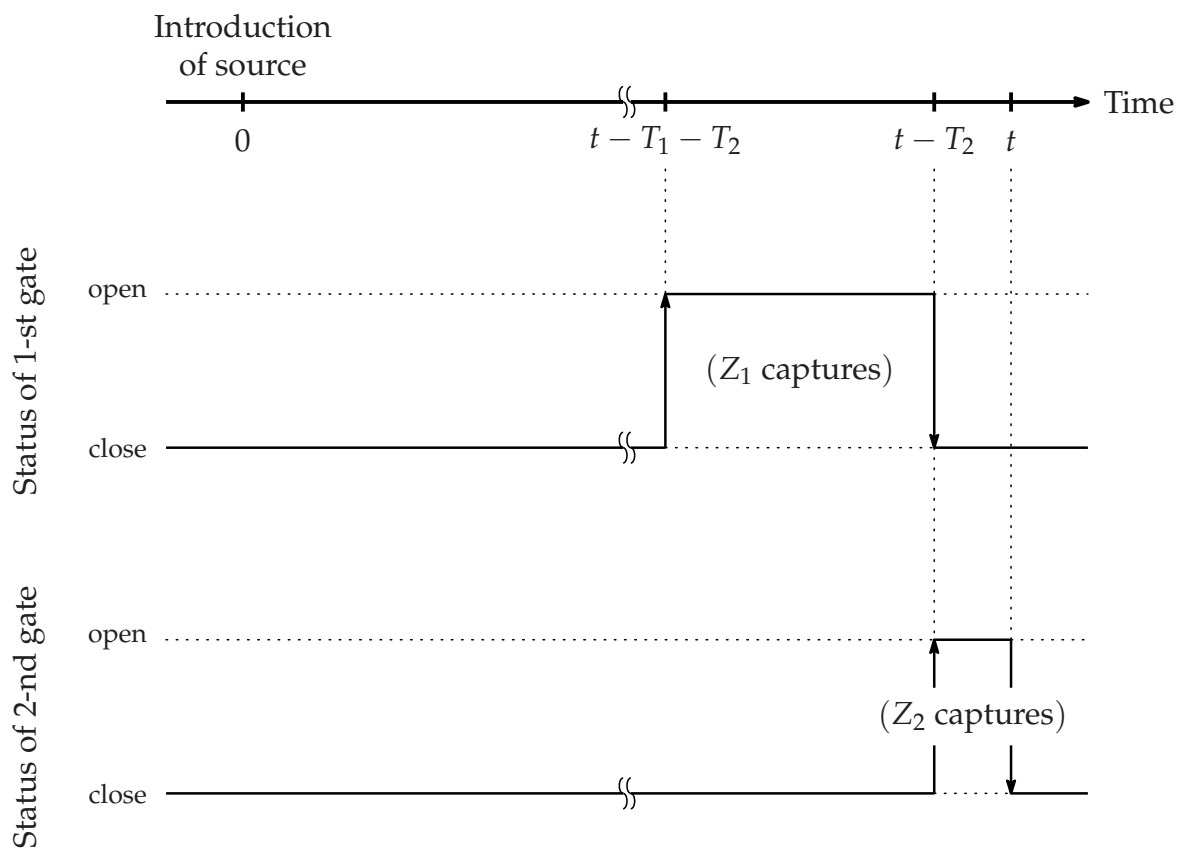 Introduction
of source
Time
0
t − T₁ − T₂
t − T₂
t
Status of 1-st gate
open
(Z₁ captures)
close
Status of 2-nd gate
open
(Z₂ captures)
close